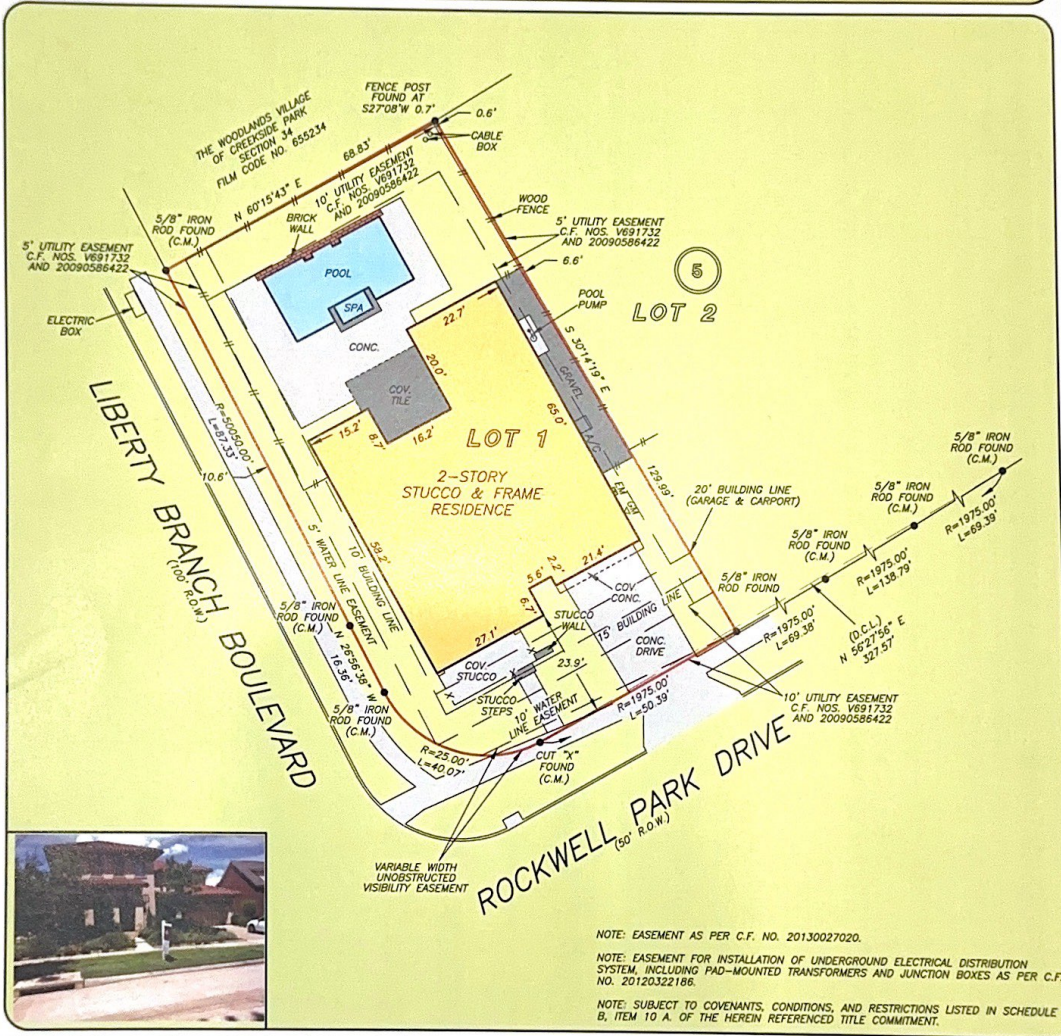 THE WOODLANDS VILLAGE
OF CREEKSIDE PARK
SECTION 34
FILM CODE NO. 655234
FENCE POST
FOUND AT
S27°08'W 0.7'
0.6'
CABLE
BOX
68.83'
N 60°15'43" E
10' UTILITY EASEMENT
C.F. NOS. V691732
AND 20090586422
BRICK
WALL
5/8" IRON
ROD FOUND
(C.M.)
5' UTILITY EASEMENT
C.F. NOS. V691732
AND 20090586422
ELECTRIC
BOX
WOOD
FENCE
5' UTILITY EASEMENT
C.F. NOS. V691732
AND 20090586422
6.6'
5
LOT 2
POOL
PUMP
POOL
SPA
CONC.
22.7'
20.0'
COV.
TILE
15.2'
8.7'
16.2'
S 30°14'19" E
GRAVEL
65.0'
A/C
129.99'
LOT 1
2-STORY
STUCCO & FRAME
RESIDENCE
LIBERTY BRANCH BOULEVARD
(100' R.O.W.)
R=50050.00'
L=87.33'
10.6'
5' WATER LINE EASEMENT
10' BUILDING LINE
58.2'
EM GM
20' BUILDING LINE
(GARAGE & CARPORT)
5/8" IRON
ROD FOUND
(C.M.)
5/8" IRON
ROD FOUND
(C.M.)
5/8" IRON
ROD FOUND
(C.M.)
5/8" IRON
ROD FOUND
R=1975.00'
L=69.39'
R=1975.00'
L=138.79'
R=1975.00'
L=69.38'
(D.C.L.)
N 56°27'56" E
327.57'
5/8" IRON
ROD FOUND
(C.M.)
N 26°56'38" W
16.36'
5/8" IRON
ROD FOUND
(C.M.)
27.1'
5.6'
6.7'
2.2'
21.4'
COV
CONC.
STUCCO
WALL
15' BUILDING LINE
CONC.
DRIVE
COV.
STUCCO
X
X
X
23.9'
STUCCO
STEPS
10' WATER
LINE EASEMENT
R=1975.00'
L=50.39'
10' UTILITY EASEMENT
C.F. NOS. V691732
AND 20090586422
R=25.00'
L=40.07'
CUT "X"
FOUND
(C.M.)
VARIABLE WIDTH
UNOBSTRUCTED
VISIBILITY EASEMENT
ROCKWELL PARK DRIVE
(50' R.O.W.)
NOTE: EASEMENT AS PER C.F. NO. 20130027020.
NOTE: EASEMENT FOR INSTALLATION OF UNDERGROUND ELECTRICAL DISTRIBUTION
SYSTEM, INCLUDING PAD-MOUNTED TRANSFORMERS AND JUNCTION BOXES AS PER C.F.
NO. 20120322186.
NOTE: SUBJECT TO COVENANTS, CONDITIONS, AND RESTRICTIONS LISTED IN SCHEDULE
B, ITEM 10 A. OF THE HEREIN REFERENCED TITLE COMMITMENT.